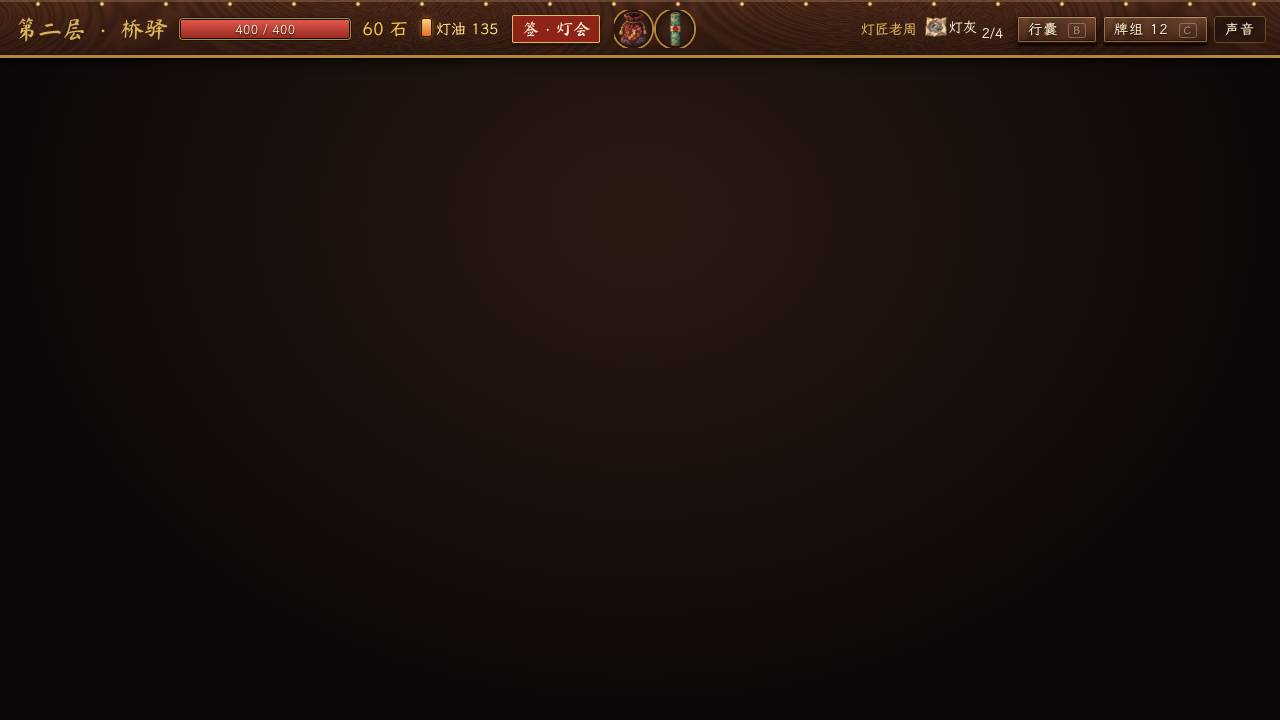 第二层 · 桥驿
400 / 400
60 石
灯油 135
签 · 灯会
灯匠老周
灯灰 2/4
行囊 B
牌组 12 C
声音